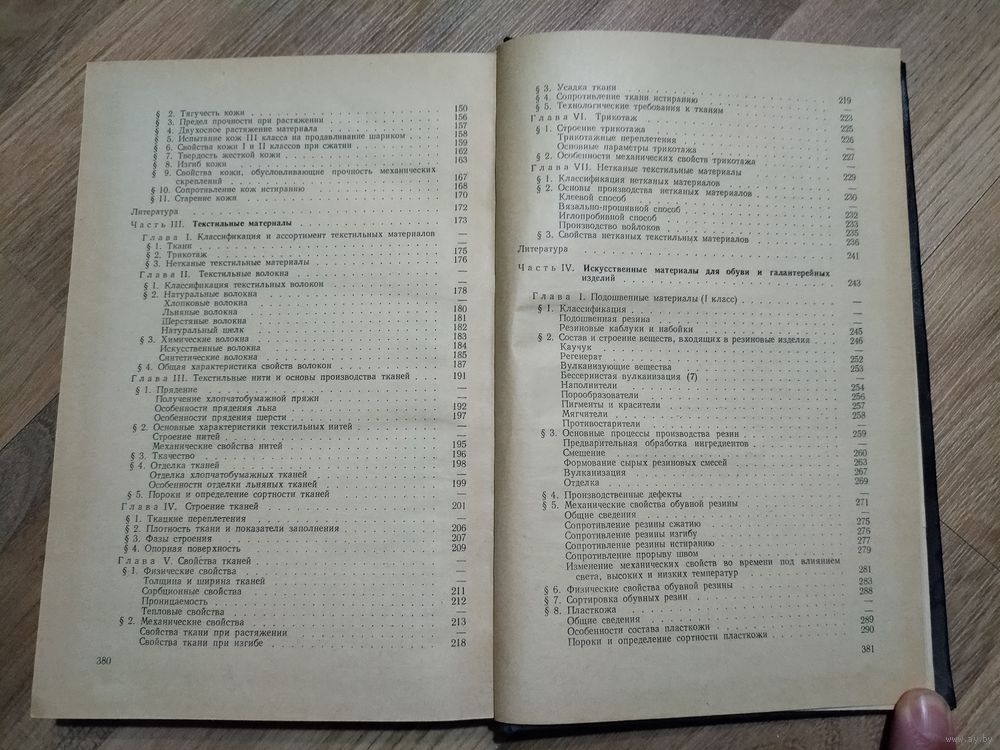 § 2. Тягучесть кожи 150
§ 3. Предел прочности при растяжении 156
§ 4. Двухосное растяжение материала 157
§ 5. Испытание кож III класса на продавливание шариком 158
§ 6. Свойства кожи I и II классов при сжатии 159
§ 7. Твердость жесткой кожи 162
§ 8. Изгиб кожи 163
§ 9. Свойства кожи, обусловливающие прочность механических
скреплений 167
§ 10. Сопротивление кож истиранию 168
§ 11. Старение кожи 170
Литература 172
Часть III. Текстильные материалы 173
Глава I. Классификация и ассортимент текстильных материалов —
§ 1. Ткани —
§ 2. Трикотаж 175
§ 3. Нетканые текстильные материалы 176
Глава II. Текстильные волокна —
§ 1. Классификация текстильных волокон —
§ 2. Натуральные волокна 178
Хлопковые волокна —
Льняные волокна 180
Шерстяные волокна 181
Натуральный шелк 182
§ 3. Химические волокна 183
Искусственные волокна 184
Синтетические волокна 185
§ 4. Общая характеристика свойств волокон 187
Глава III. Текстильные нити и основы производства тканей 191
§ 1. Прядение —
Получение хлопчатобумажной пряжи —
Особенности прядения льна 192
Особенности прядения шерсти 197
§ 2. Основные характеристики текстильных нитей —
Строение нитей —
Механические свойства нитей 195
§ 3. Ткачество 196
§ 4. Отделка тканей 198
Отделка хлопчатобумажных тканей —
Особенности отделки льняных тканей 199
§ 5. Пороки и определение сортности тканей —
Глава IV. Строение тканей 201
§ 1. Ткацкие переплетения —
§ 2. Плотность ткани и показатели заполнения 206
§ 3. Фазы строения 207
§ 4. Опорная поверхность 209
Глава V. Свойства тканей —
§ 1. Физические свойства —
Толщина и ширина тканей —
Сорбционные свойства 211
Проницаемость 212
Тепловые свойства —
§ 2. Механические свойства 213
Свойства ткани при растяжении —
Свойства ткани при изгибе 218
380
§ 3. Усадка ткани
§ 4. Сопротивление ткани истиранию 219
§ 5. Технологические требования к тканям —
Глава VI. Трикотаж 223
§ 1. Строение трикотажа 225
Трикотажные переплетения 226
Основные параметры трикотажа —
§ 2. Особенности механических свойств трикотажа 227
Глава VII. Нетканые текстильные материалы
§ 1. Классификация нетканых материалов 229
§ 2. Основы производства нетканых материалов —
Клеевой способ 230
Вязально-прошивной способ —
Иглопробивной способ 232
Производство войлоков 233
§ 3. Свойства нетканых текстильных материалов 235
236
Литература 241
Часть IV. Искусственные материалы для обуви и галантерейных
изделий 243
Глава I. Подошвенные материалы (I класс) —
§ 1. Классификация —
Подошвенная резина —
Резиновые каблуки и набойки 245
§ 2. Состав и строение веществ, входящих в резиновые изделия 246
Каучук —
Регенерат 252
Вулканизующие вещества 253
Бессернистая вулканизация (7) —
Наполнители 254
Порообразователи 256
Пигменты и красители 257
Мягчители 258
Противостарители —
§ 3. Основные процессы производства резин 259
Предварительная обработка ингредиентов —
Смешение 260
Формование сырых резиновых смесей 263
Вулканизация 267
Отделка 269
§ 4. Производственные дефекты —
§ 5. Механические свойства обувной резины 271
Общие сведения —
Сопротивление резины сжатию 275
Сопротивление резины изгибу 276
Сопротивление резины истиранию 277
Сопротивление прорыву швом 279
Изменение механических свойств во времени под влиянием
света, высоких и низких температур 281
§ 6. Физические свойства обувной резины 283
§ 7. Сортировка обувных резин 288
§ 8. Пласткожа —
Общие сведения —
Особенности состава пласткожи 289
Пороки и определение сортности пласткожи 290
381
www.ay.by